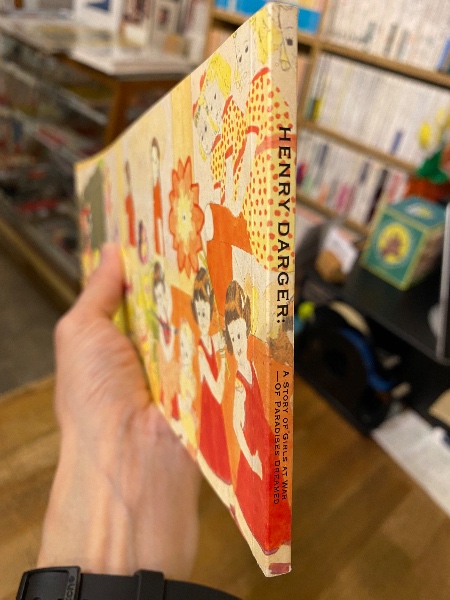 HENRY DARGER:
A STORY OF GIRLS AT WAR
—OF PARADISES DREAMED